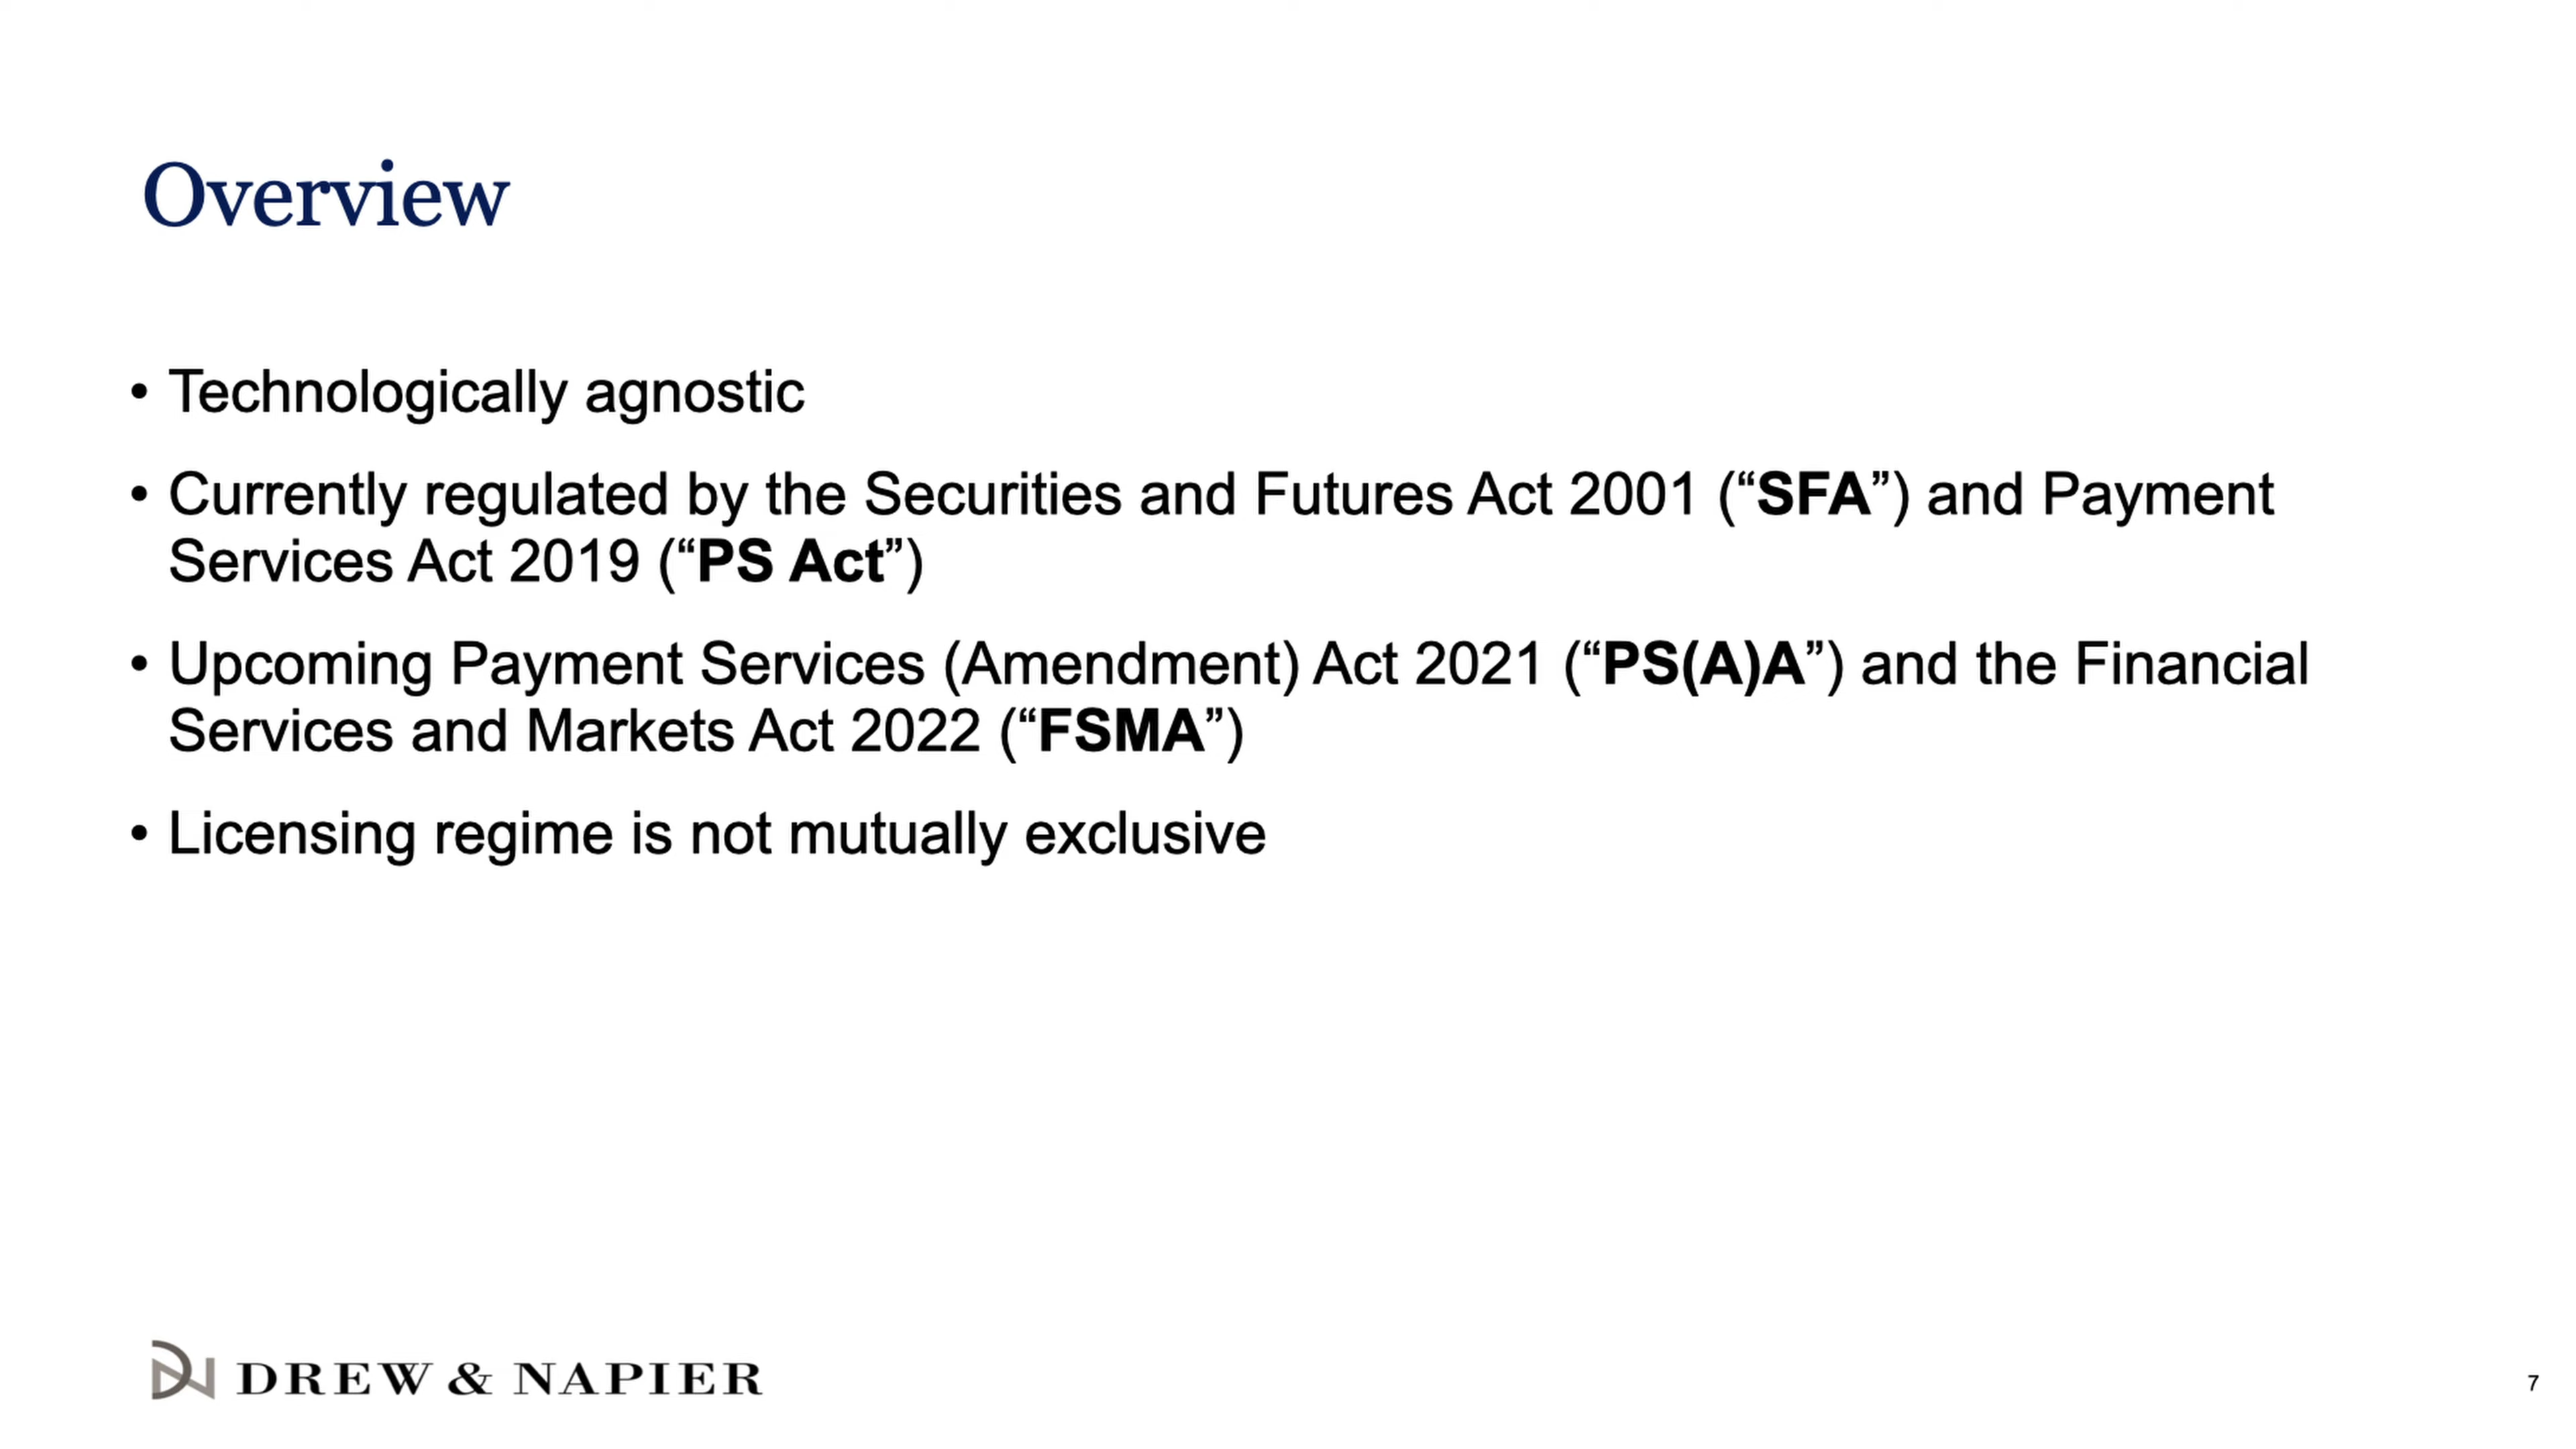 Overview
• Technologically agnostic
• Currently regulated by the Securities and Futures Act 2001 (“SFA”) and Payment
Services Act 2019 (“PS Act”)
• Upcoming Payment Services (Amendment) Act 2021 (“PS(A)A”) and the Financial
Services and Markets Act 2022 (“FSMA”)
• Licensing regime is not mutually exclusive
DREW & NAPIER
7